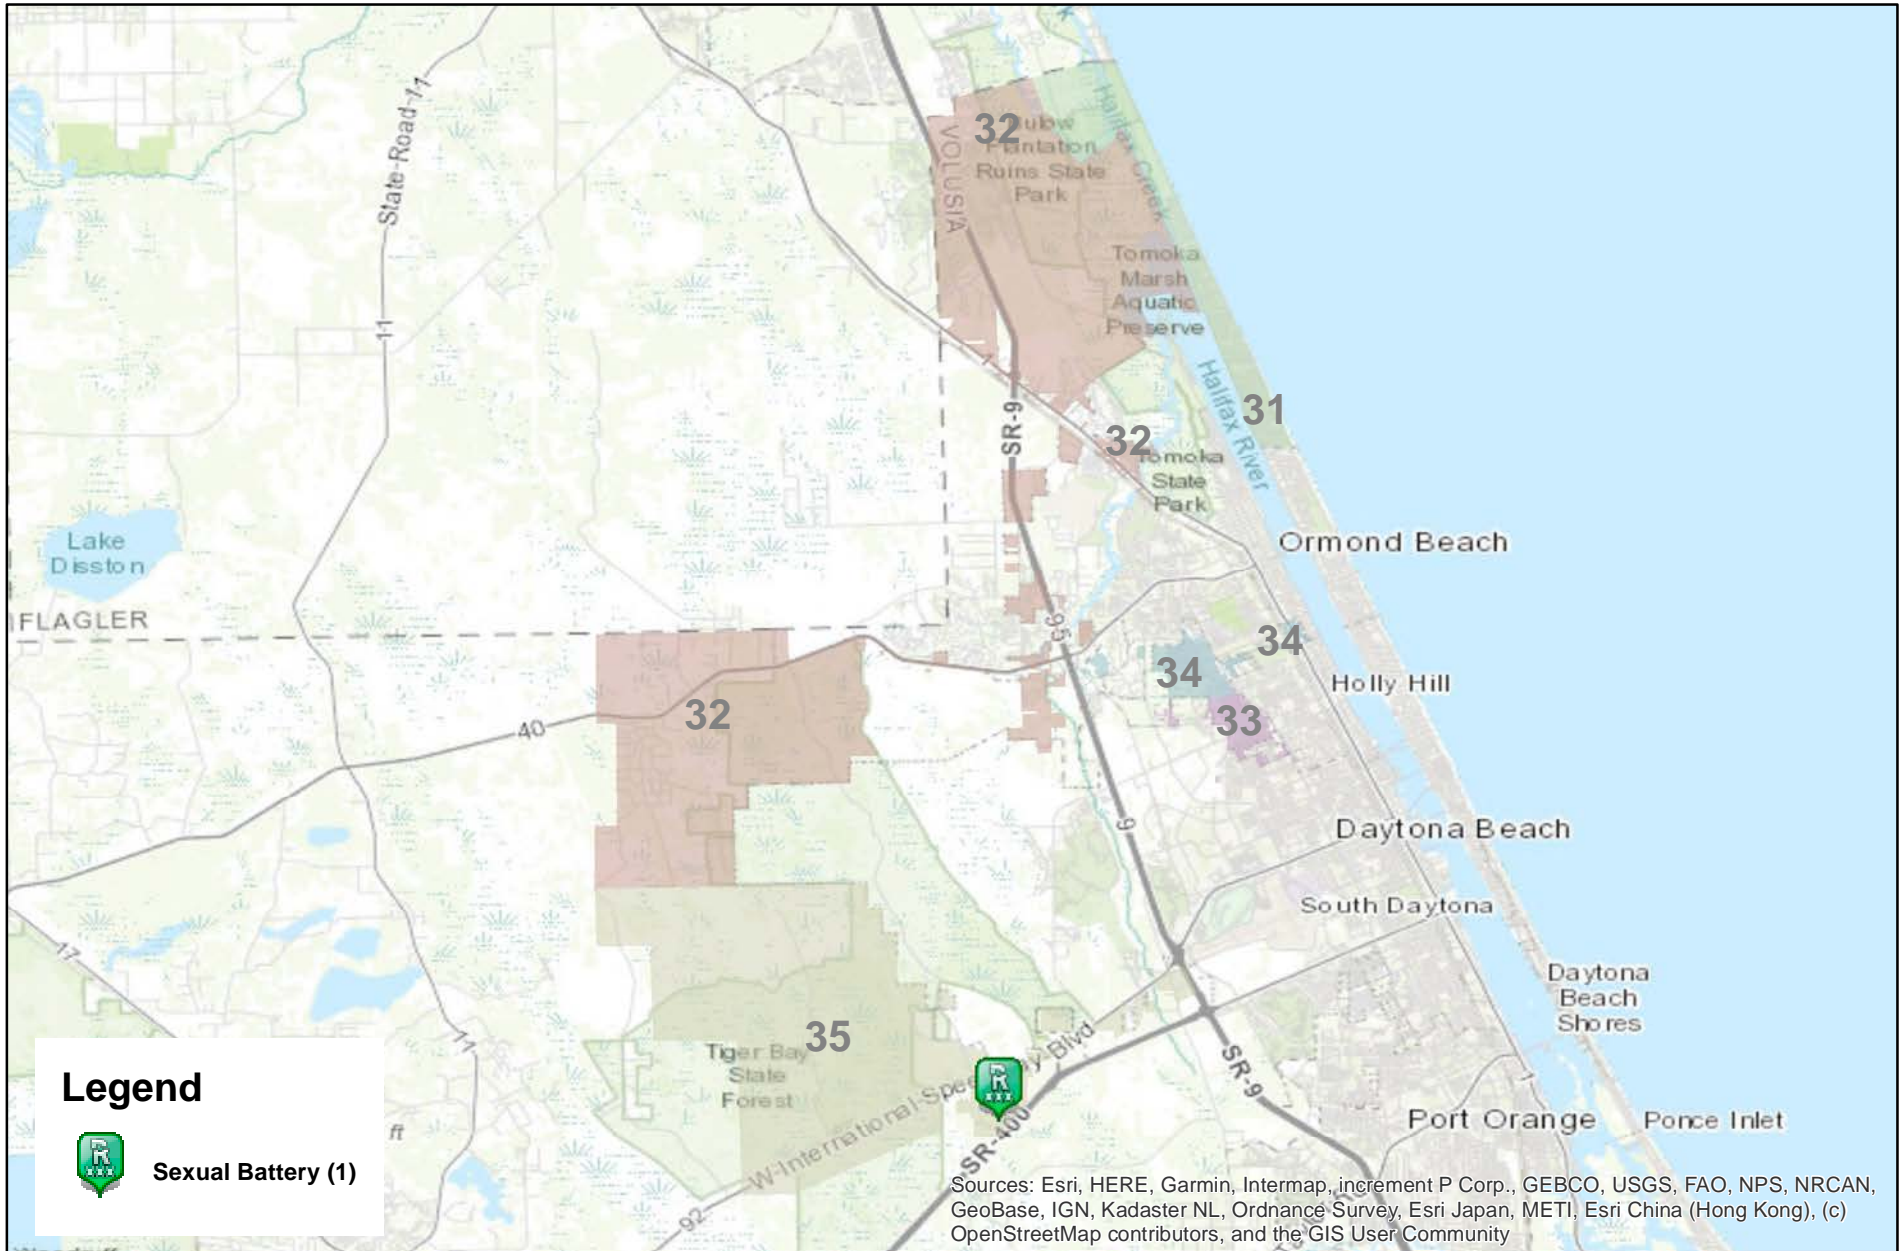 State-Road-11
11
VOLUSIA
32
Bulow
Plantation
Ruins State
Park
Halifax Creek
Tomoka
Marsh
Aquatic
Preserve
1
SR-9
Halifax River
31
32
Tomoka
State
Park
Lake
Disston
FLAGLER
Ormond Beach
95
34
34
33
Holly Hill
32
40
9
Daytona Beach
South Daytona
17
11
Daytona
Beach
Shores
35
Tiger Bay
State
Forest
W-International-Speedway-Blvd
SR-400
SR-9
1
Port Orange
Ponce Inlet
92
ft
Legend
R
xxx
Sexual Battery (1)
R
xxx
Sources: Esri, HERE, Garmin, Intermap, increment P Corp., GEBCO, USGS, FAO, NPS, NRCAN,
GeoBase, IGN, Kadaster NL, Ordnance Survey, Esri Japan, METI, Esri China (Hong Kong), (c)
OpenStreetMap contributors, and the GIS User Community